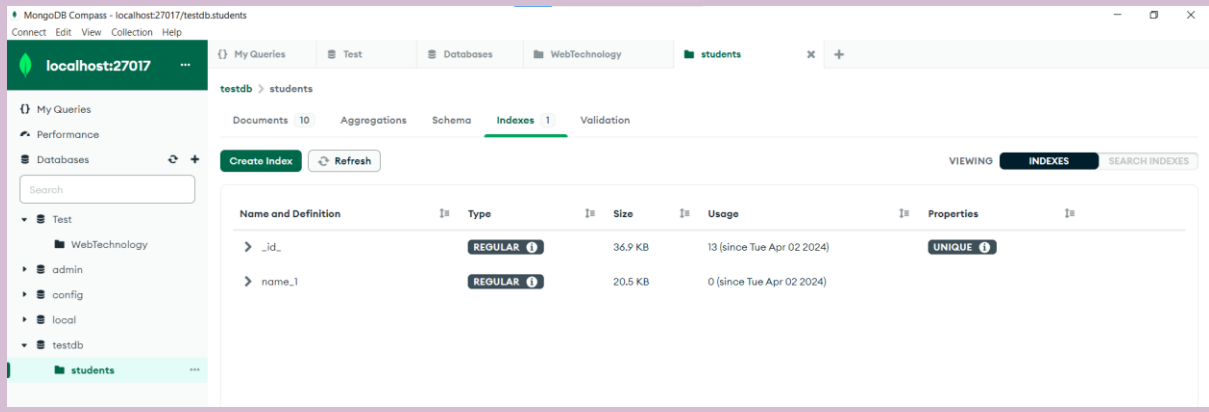 MongoDB Compass - localhost:27017/testdb.students
Connect Edit View Collection Help
localhost:27017 ...
{} My Queries
Performance
Databases
Search
Test
WebTechnology
admin
config
local
testdb
students ...
{} My Queries Test Databases WebTechnology students
testdb > students
Documents 10 Aggregations Schema Indexes 1 Validation
Create Index Refresh VIEWING INDEXES SEARCH INDEXES
Name and Definition Type Size Usage Properties
_id_ REGULAR 36.9 KB 13 (since Tue Apr 02 2024) UNIQUE
name_1 REGULAR 20.5 KB 0 (since Tue Apr 02 2024)